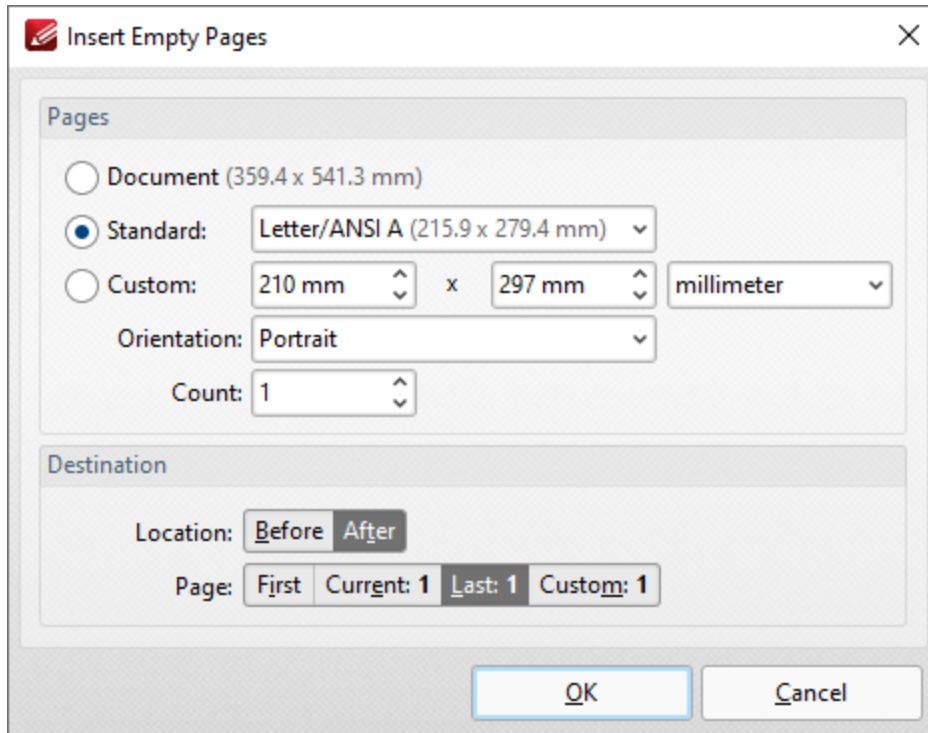 Insert Empty Pages
Pages
Document (359.4 x 541.3 mm)
Standard: Letter/ANSI A (215.9 x 279.4 mm)
Custom: 210 mm x 297 mm millimeter
Orientation: Portrait
Count: 1
Destination
Location: Before After
Page: First Current: 1 Last: 1 Custom: 1
OK Cancel